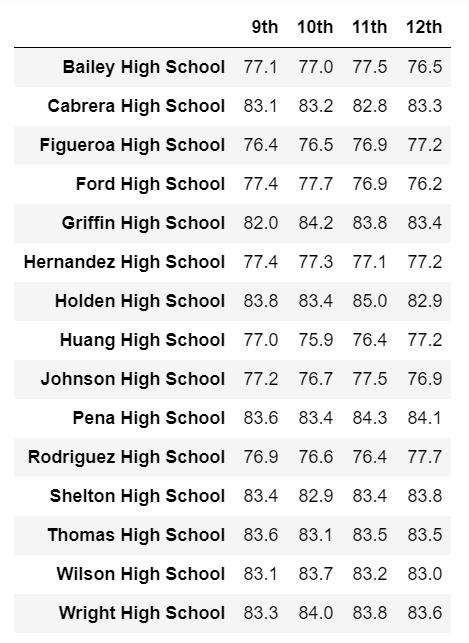 9th 10th 11th 12th
Bailey High School 77.1 77.0 77.5 76.5
Cabrera High School 83.1 83.2 82.8 83.3
Figueroa High School 76.4 76.5 76.9 77.2
Ford High School 77.4 77.7 76.9 76.2
Griffin High School 82.0 84.2 83.8 83.4
Hernandez High School 77.4 77.3 77.1 77.2
Holden High School 83.8 83.4 85.0 82.9
Huang High School 77.0 75.9 76.4 77.2
Johnson High School 77.2 76.7 77.5 76.9
Pena High School 83.6 83.4 84.3 84.1
Rodriguez High School 76.9 76.6 76.4 77.7
Shelton High School 83.4 82.9 83.4 83.8
Thomas High School 83.6 83.1 83.5 83.5
Wilson High School 83.1 83.7 83.2 83.0
Wright High School 83.3 84.0 83.8 83.6